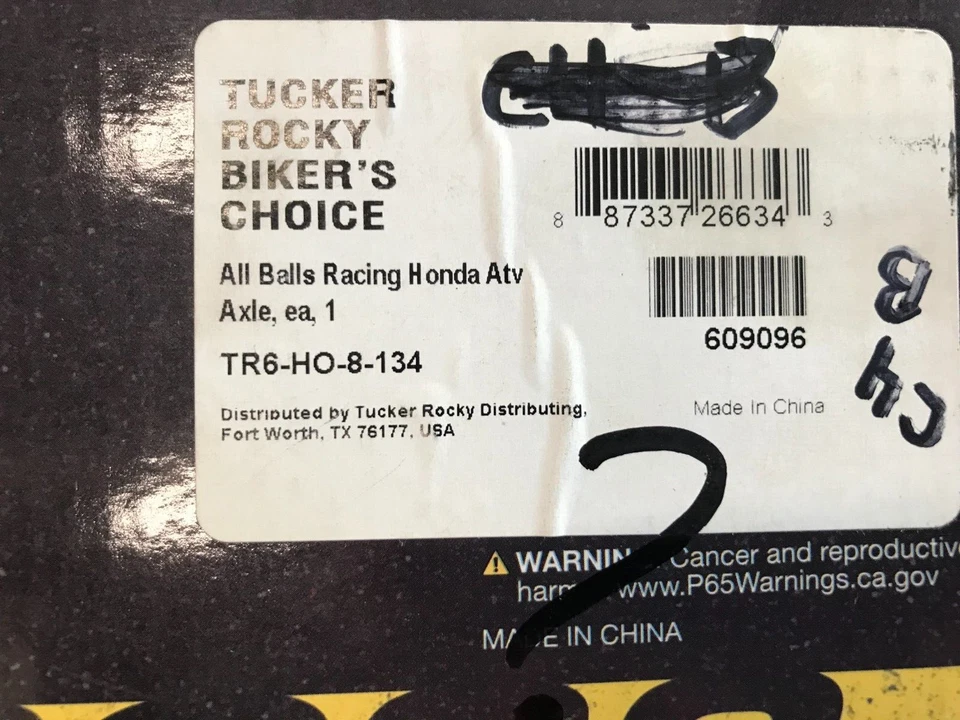 TUCKER
ROCKY
BIKER'S
CHOICE
8 87337 26634 3
All Balls Racing Honda Atv
Axle, ea, 1
609096
TR6-HO-8-134
Made In China
Distributed by Tucker Rocky Distributing,
Fort Worth, TX 76177, USA
C4B
⚠ WARNING Cancer and reproductive
harm www.P65Warnings.ca.gov
MADE IN CHINA